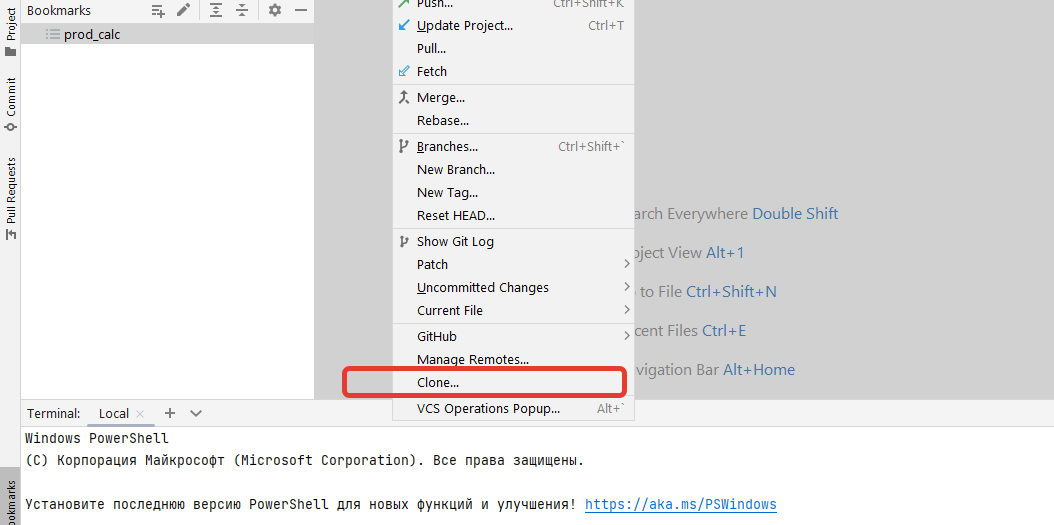 Project
Commit
Pull Requests
Bookmarks
prod_calc
Push... Ctrl+Shift+K
Update Project... Ctrl+T
Pull...
Fetch
Merge...
Rebase...
Branches... Ctrl+Shift+`
New Branch...
New Tag...
Reset HEAD...
Show Git Log
Patch
Uncommitted Changes
Current File
GitHub
Manage Remotes...
Clone...
VCS Operations Popup... Alt+`
arch Everywhere Double Shift
oject View Alt+1
to File Ctrl+Shift+N
cent Files Ctrl+E
vigation Bar Alt+Home
Terminal: Local
Windows PowerShell
(C) Корпорация Майкрософт (Microsoft Corporation). Все права защищены.
Установите последнюю версию PowerShell для новых функций и улучшения! https://aka.ms/PSWindows
ookmarks